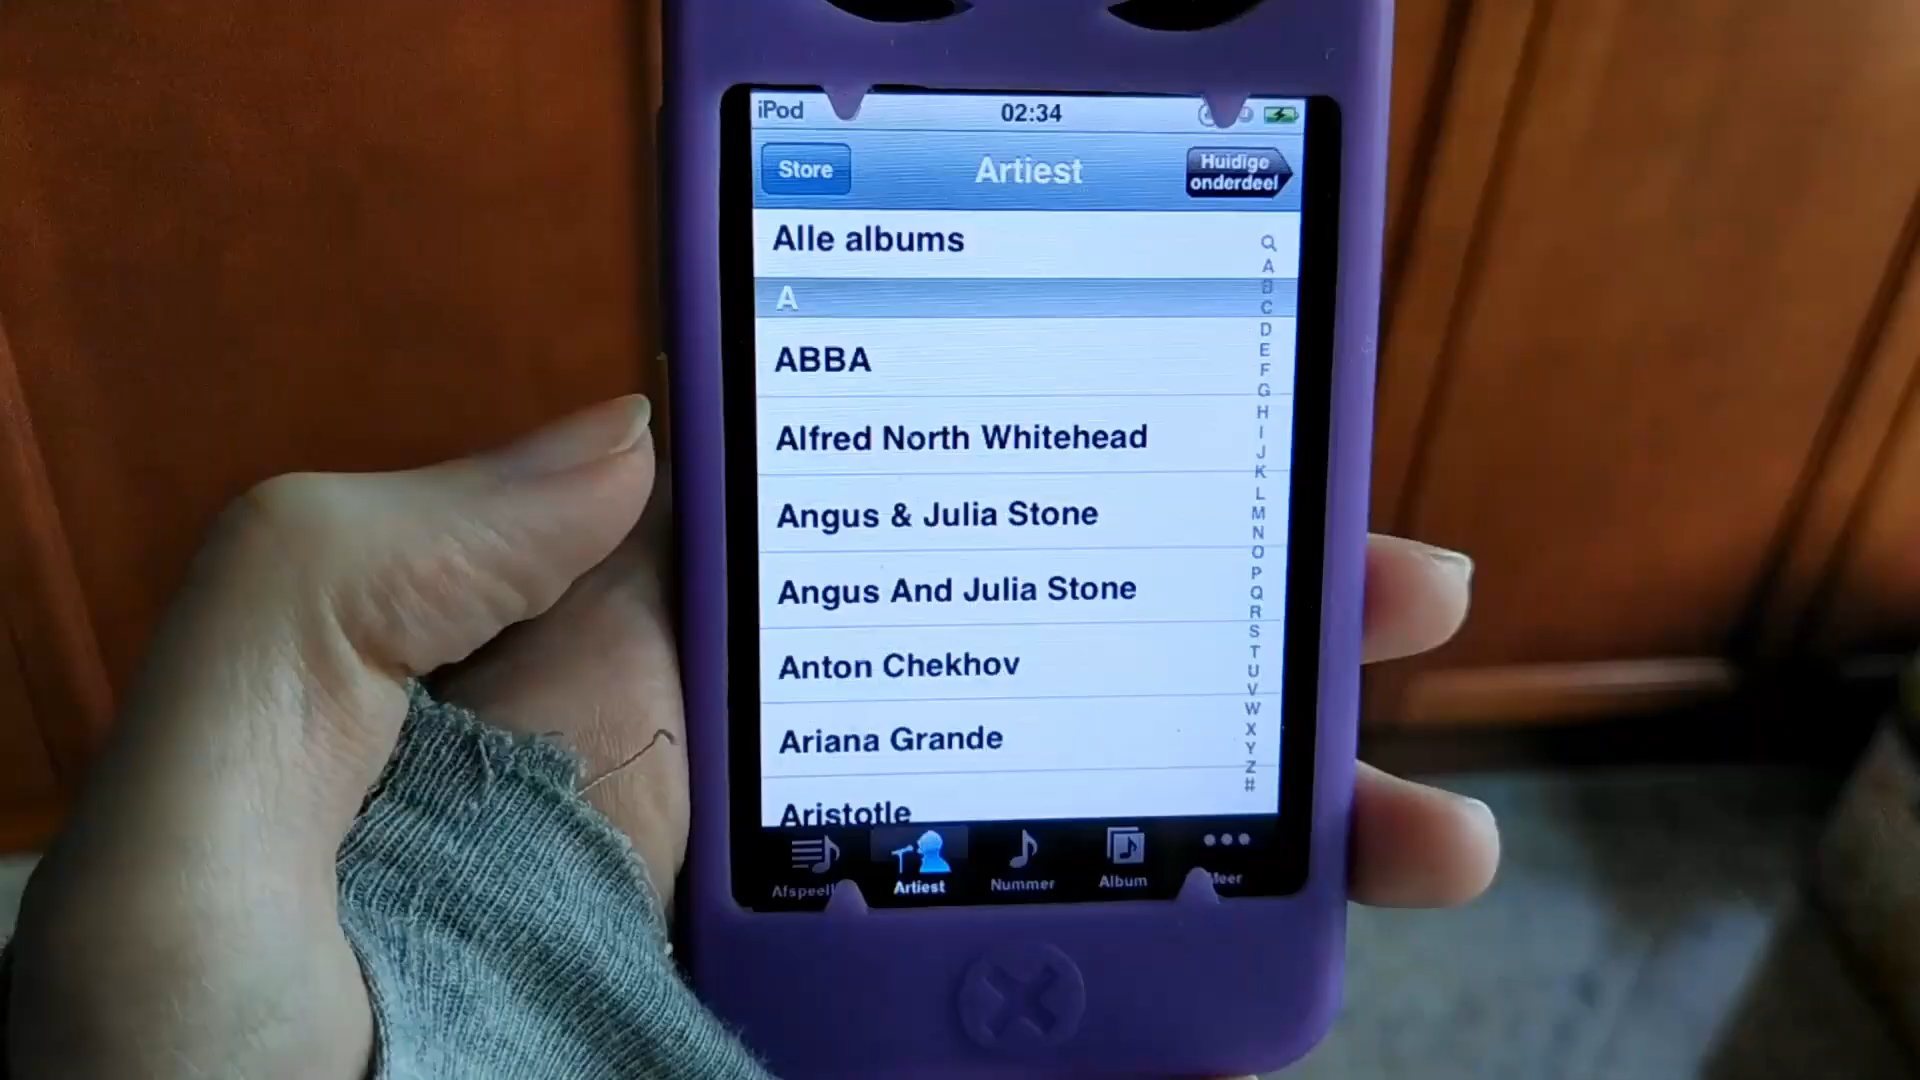 iPod 02:34
Store Artiest Huidige onderdeel
Alle albums
A
ABBA
Alfred North Whitehead
Angus & Julia Stone
Angus And Julia Stone
Anton Chekhov
Ariana Grande
Aristotle
A
B
C
D
E
F
G
H
I
J
K
L
M
N
O
P
Q
R
S
T
U
V
W
X
Y
Z
#
Artiest Nummer Album